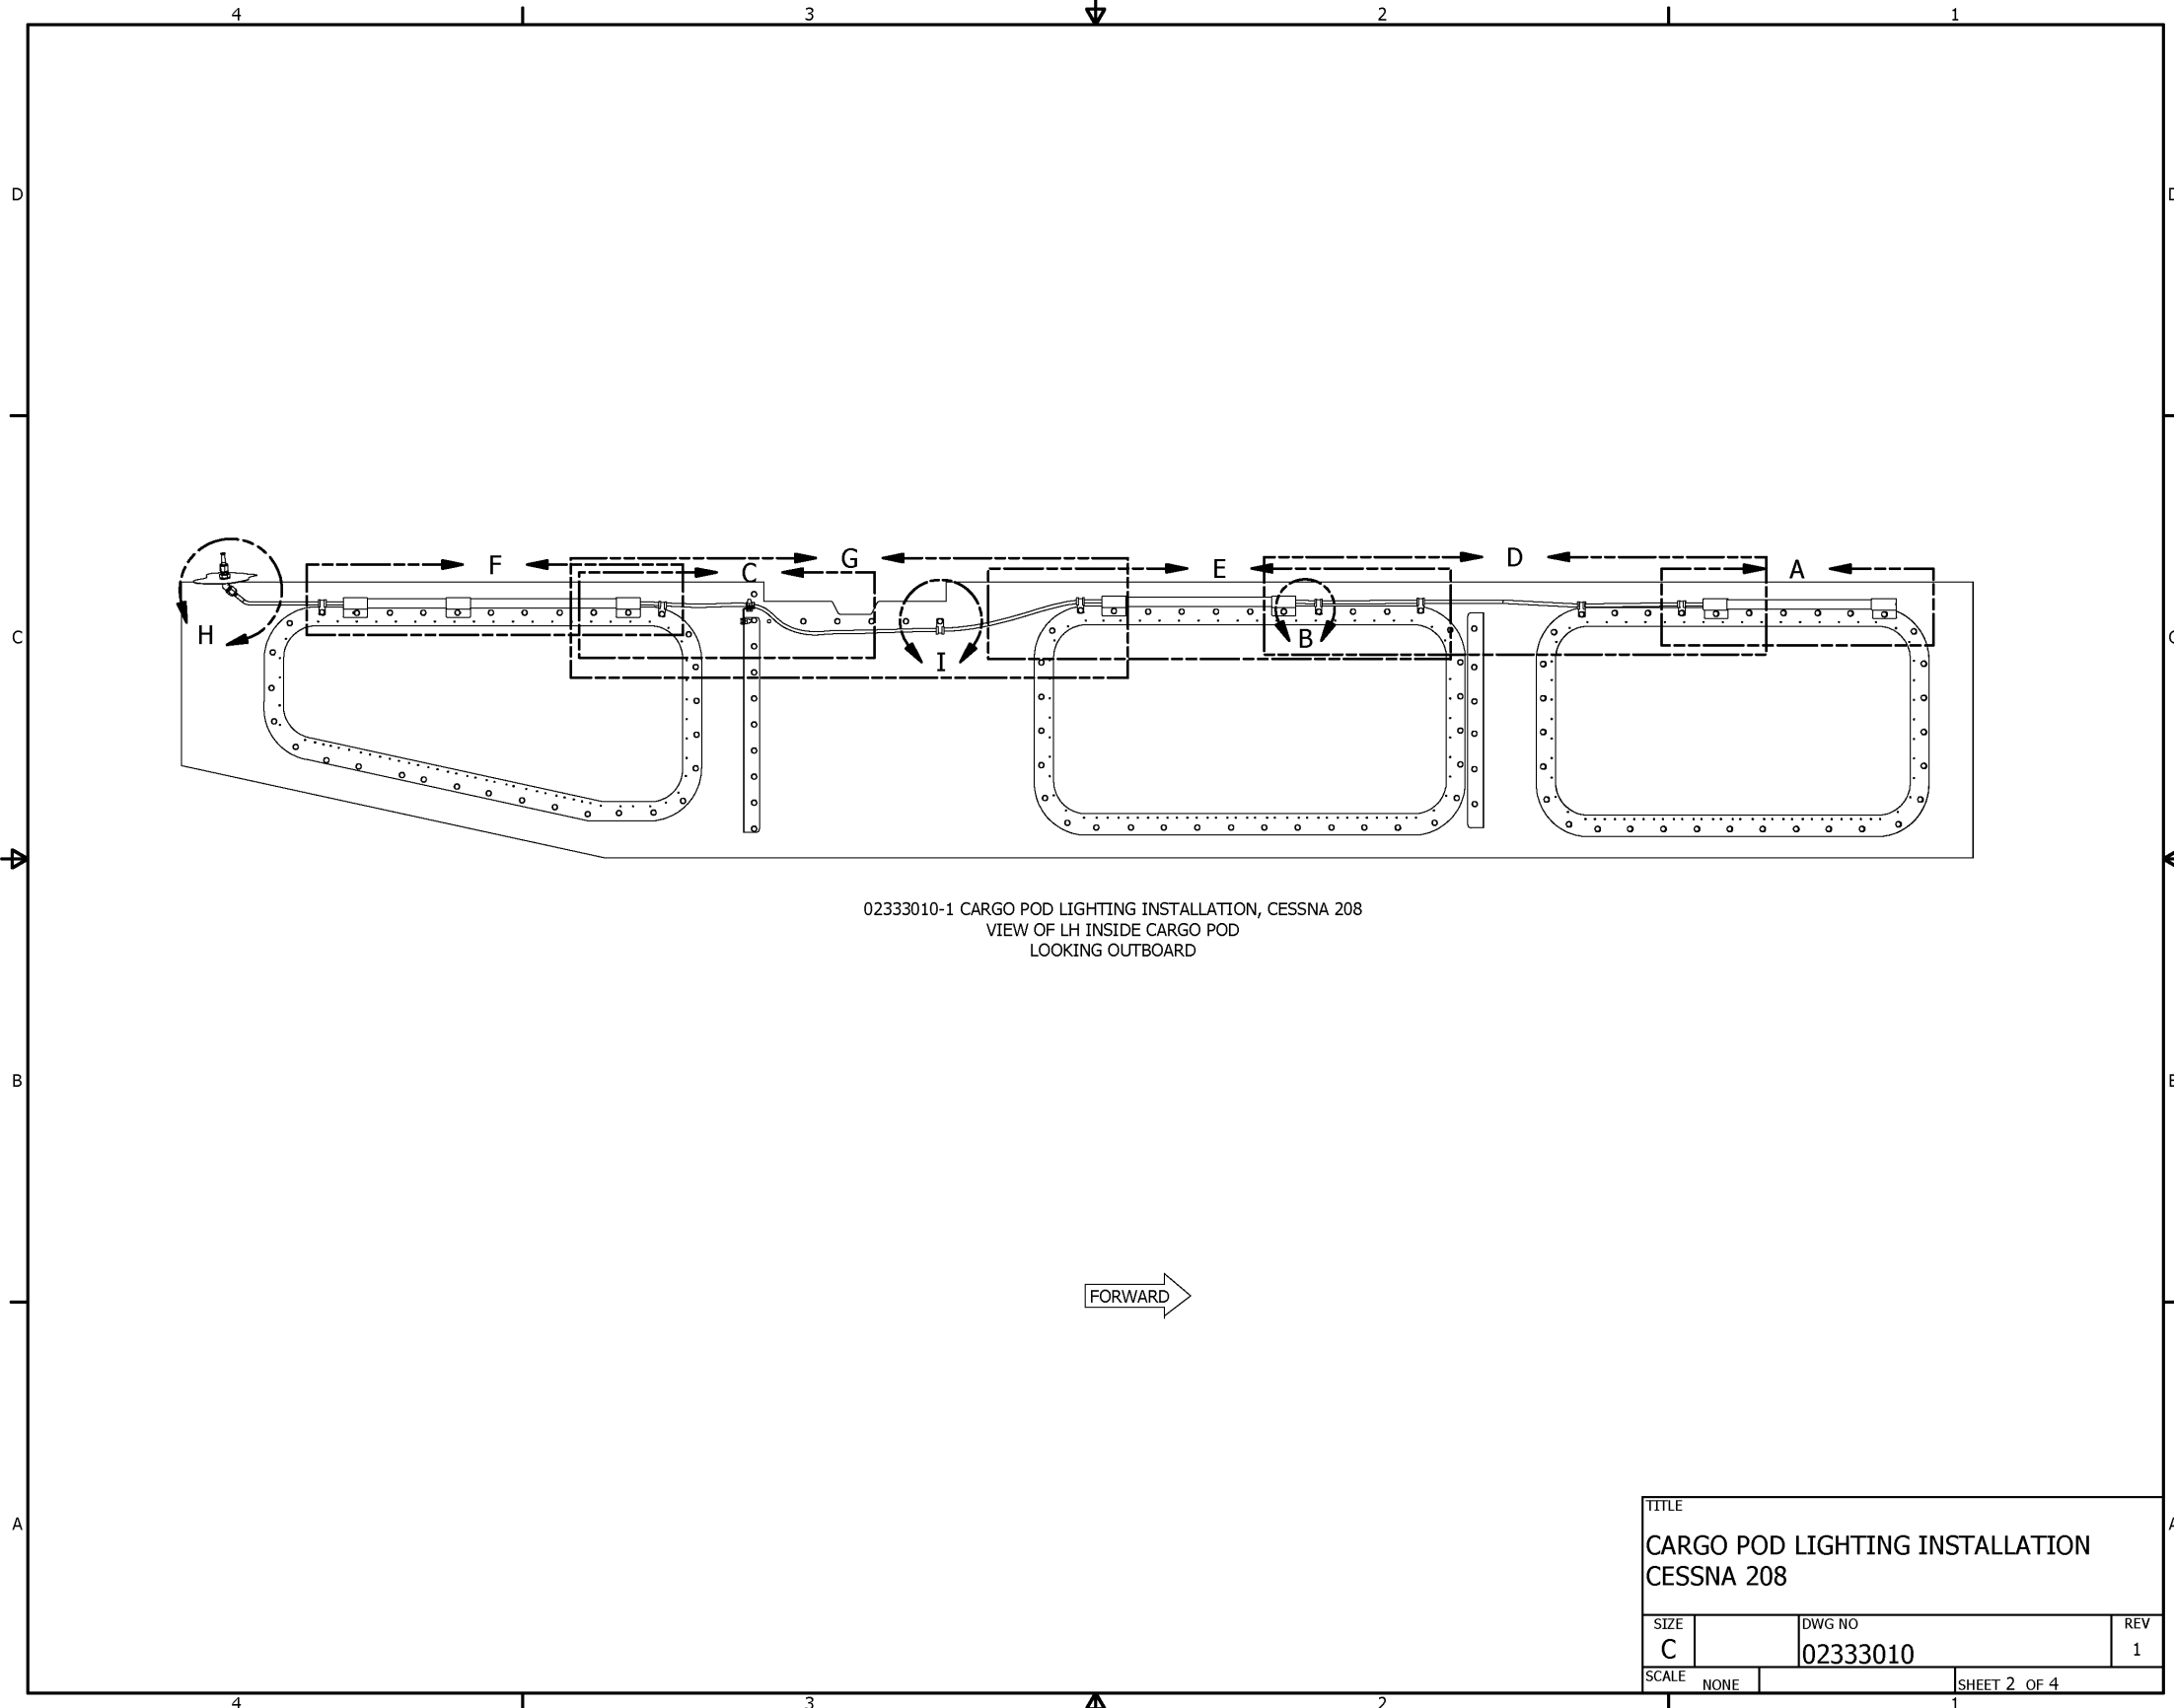 4 3 2 1
D D
F G C E D A
H I B
C C
02333010-1 CARGO POD LIGHTING INSTALLATION, CESSNA 208
VIEW OF LH INSIDE CARGO POD
LOOKING OUTBOARD
B B
FORWARD
A A
TITLE
CARGO POD LIGHTING INSTALLATION
CESSNA 208
SIZE
C
DWG NO
02333010
REV
1
SCALE NONE
SHEET 2 OF 4
4 3 2 1